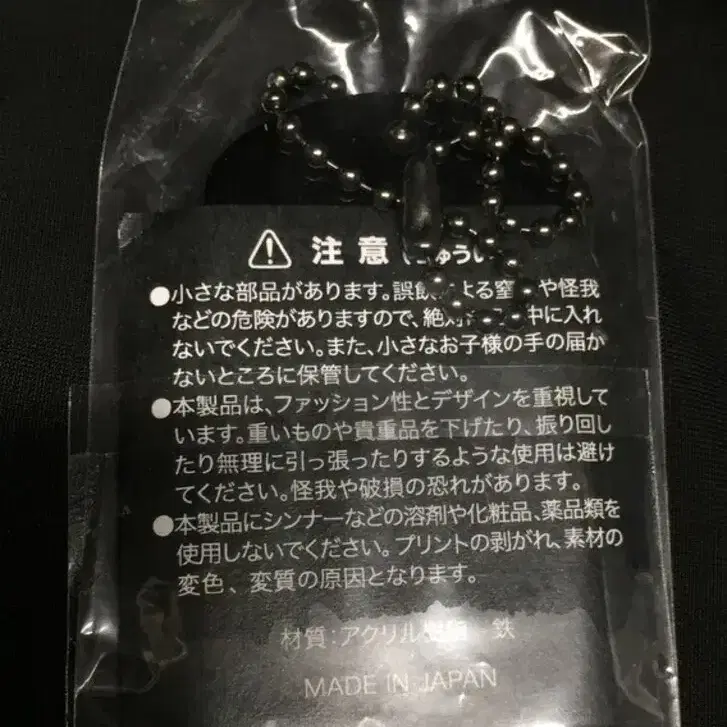 注意
●小さな部品があります。誤飲による窒 や怪我
などの危険がありますので、絶対 中に入れ
ないでください。また、小さなお子様の手の届か
ないところに保管してください。
●本製品は、ファッション性とデザインを重視して
います。重いものや貴重品を下げたり、振り回し
たり無理に引っ張ったりするような使用は避け
てください。怪我や破損の恐れがあります。
●本製品にシンナーなどの溶剤や化粧品、薬品類を
使用しないでください。プリントの剥がれ、素材の
変色、変質の原因となります。
材質:アクリル樹脂 鉄
MADE IN JAPAN